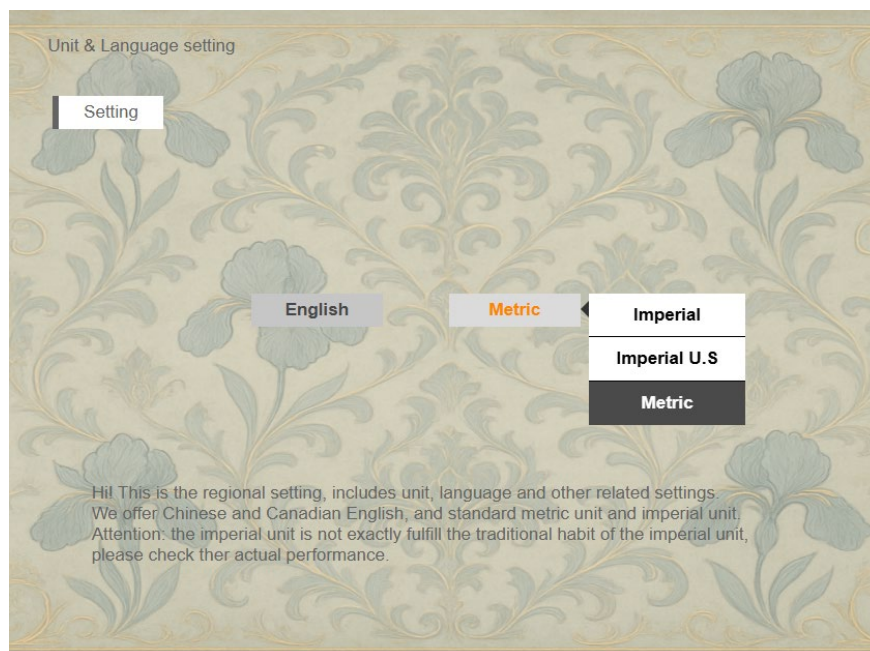 Unit & Language setting
Setting
English
Metric
Imperial
Imperial U.S
Metric
Hi! This is the regional setting, includes unit, language and other related settings.
We offer Chinese and Canadian English, and standard metric unit and imperial unit.
Attention: the imperial unit is not exactly fulfill the traditional habit of the imperial unit,
please check ther actual performance.